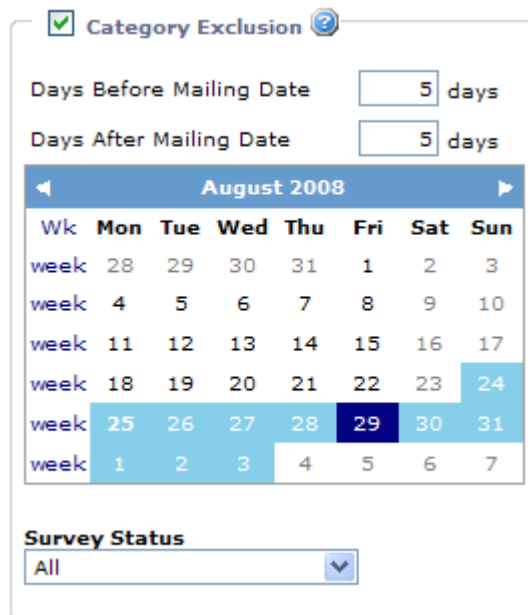 Category Exclusion ?
Days Before Mailing Date 5 days
Days After Mailing Date 5 days
August 2008
Wk Mon Tue Wed Thu Fri Sat Sun
week 28 29 30 31 1 2 3
week 4 5 6 7 8 9 10
week 11 12 13 14 15 16 17
week 18 19 20 21 22 23 24
week 25 26 27 28 29 30 31
week 1 2 3 4 5 6 7
Survey Status
All